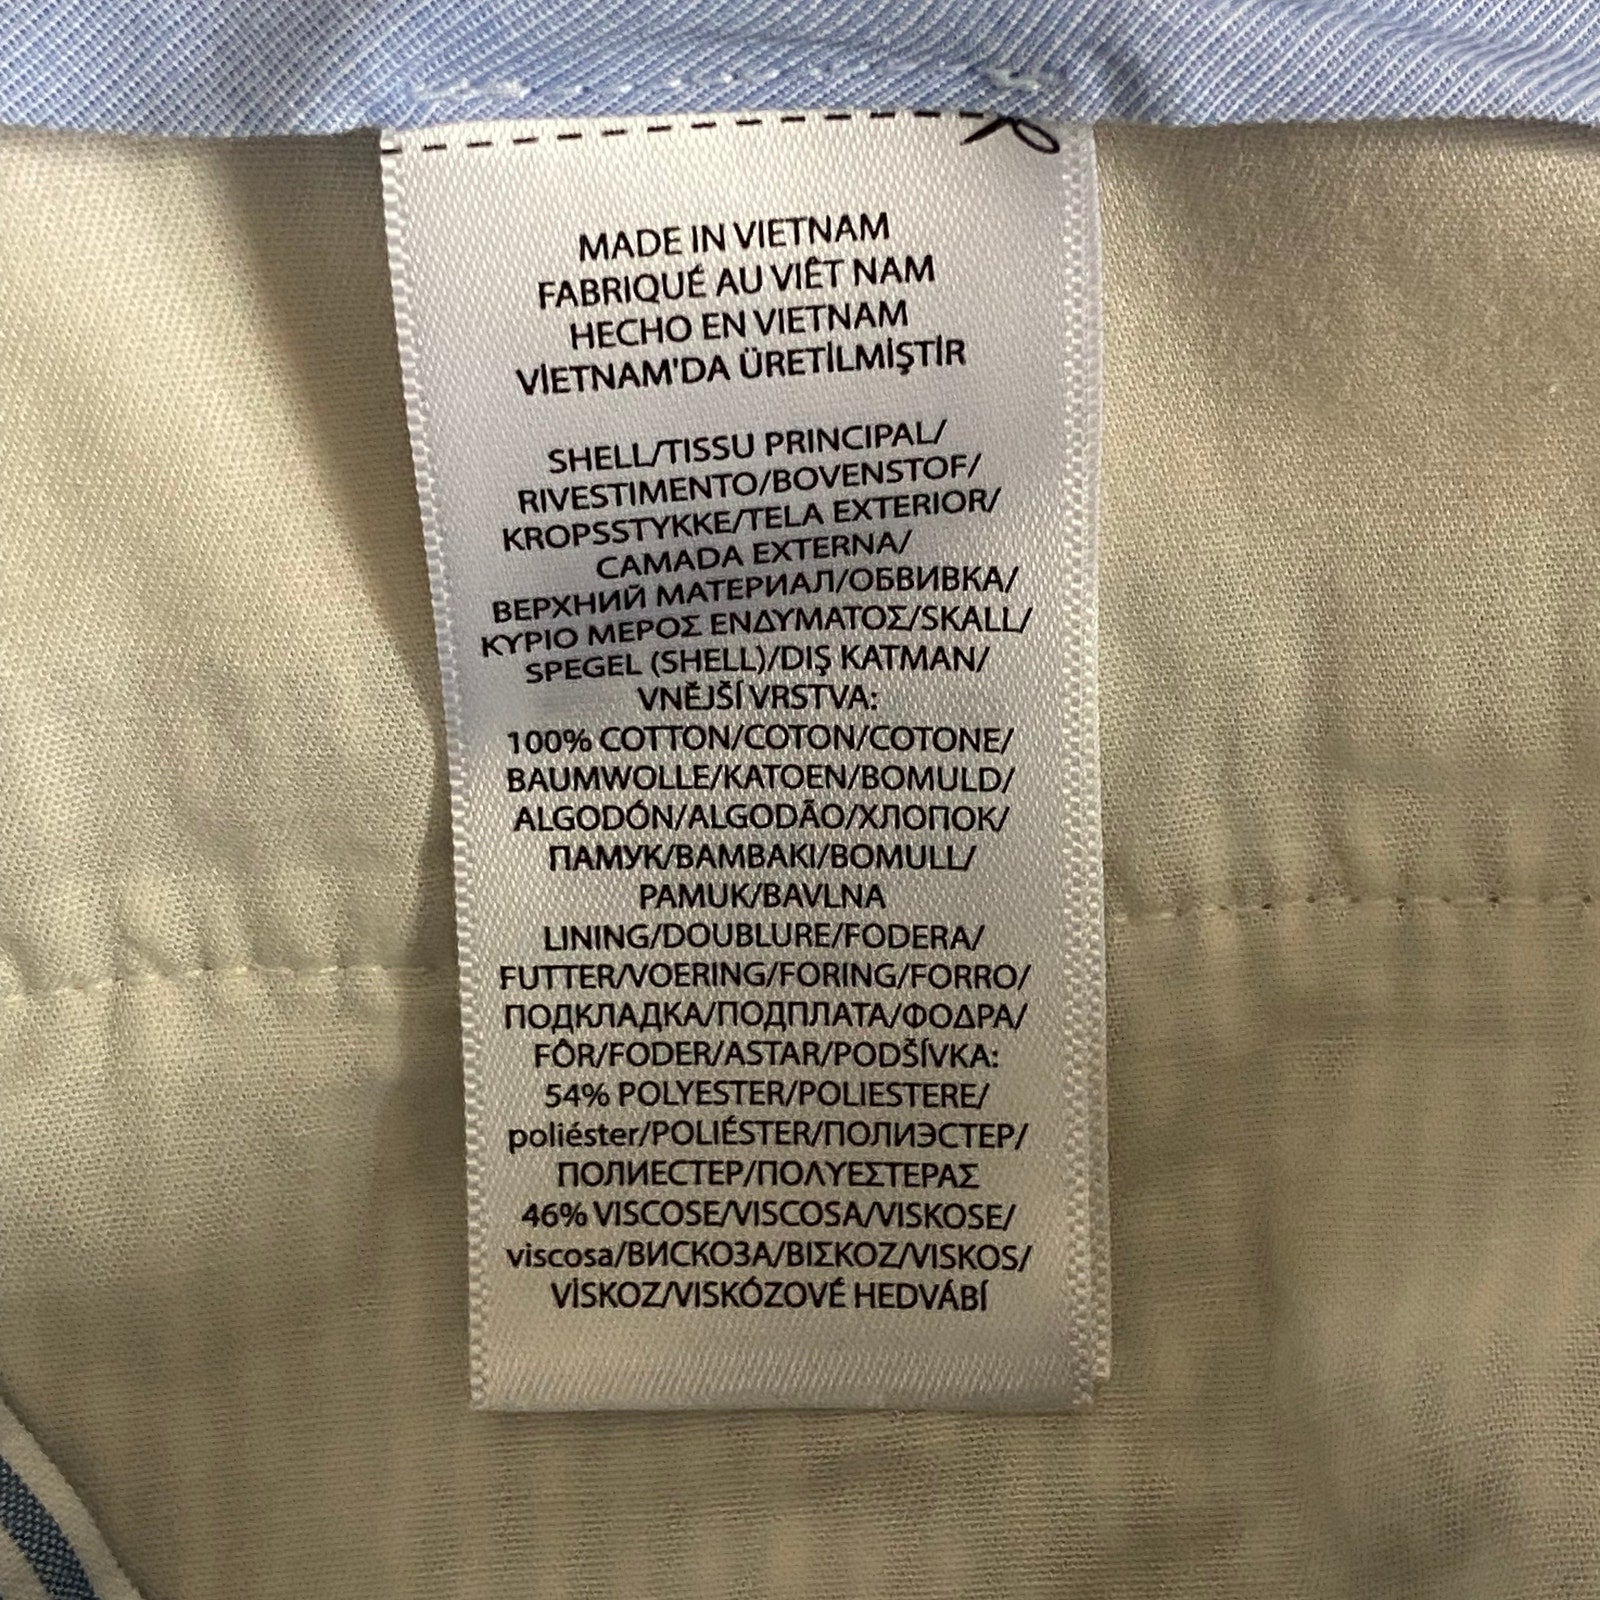 MADE IN VIETNAM
FABRIQUÉ AU VIÊT NAM
HECHO EN VIETNAM
VİETNAM'DA ÜRETİLMİŞTİR
SHELL/TISSU PRINCIPAL/
RIVESTIMENTO/BOVENSTOF/
KROPSSTYKKE/TELA EXTERIOR/
CAMADA EXTERNA/
ВЕРХНИЙ МАТЕРИАЛ/ОБВИВКА/
ΚΥΡΙΟ ΜΕΡΟΣ ΕΝΔΥΜΑΤΟΣ/SKALL/
SPEGEL (SHELL)/DIŞ KATMAN/
VNĚJŠÍ VRSTVA:
100% COTTON/COTON/COTONE/
BAUMWOLLE/KATOEN/BOMULD/
ALGODÓN/ALGODÃO/ХЛОПОК/
ПАМУК/BAMBAKI/BOMULL/
PAMUK/BAVLNA
LINING/DOUBLURE/FODERA/
FUTTER/VOERING/FORING/FORRO/
ПОДКЛАДКА/ПОДПЛАТА/ΦΟΔΡΑ/
FÔR/FODER/ASTAR/PODŠÍVKA:
54% POLYESTER/POLIESTERE/
poliéster/POLIÉSTER/ПОЛИЭСТЕР/
ПОЛИЕСТЕР/ΠΟΛΥΕΣΤΕΡΑΣ
46% VISCOSE/VISCOSA/VISKOSE/
viscosa/ВИСКОЗА/ΒΙΣΚΟΖ/VISKOS/
VİSKOZ/VISKÓZOVÉ HEDVÁBÍ